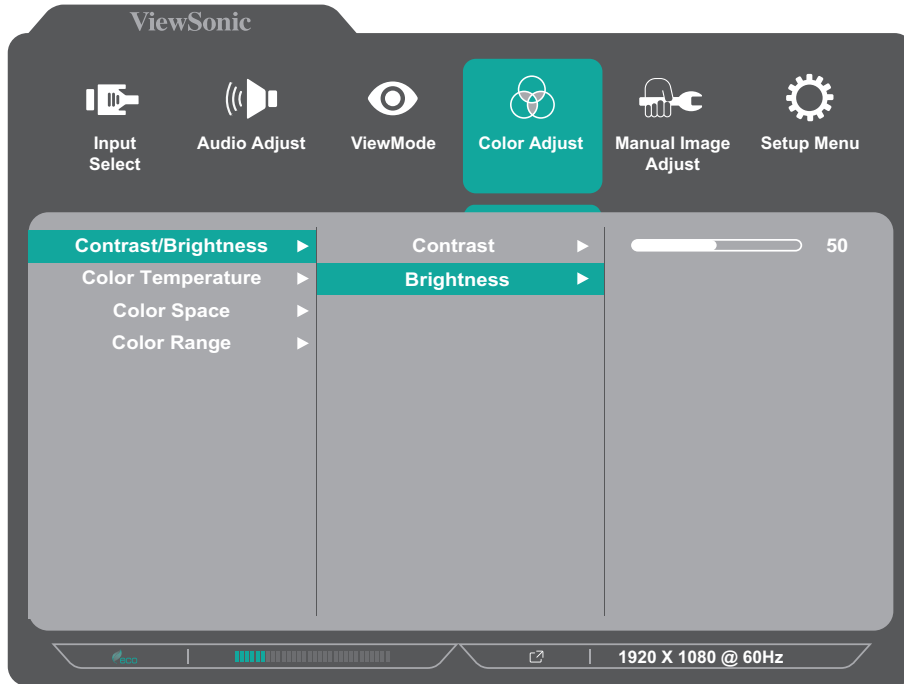 ViewSonic
Input
Select
Audio Adjust
ViewMode
Color Adjust
Manual Image
Adjust
Setup Menu
Contrast/Brightness
Contrast
50
Color Temperature
Brightness
Color Space
Color Range
eco
1920 X 1080 @ 60Hz